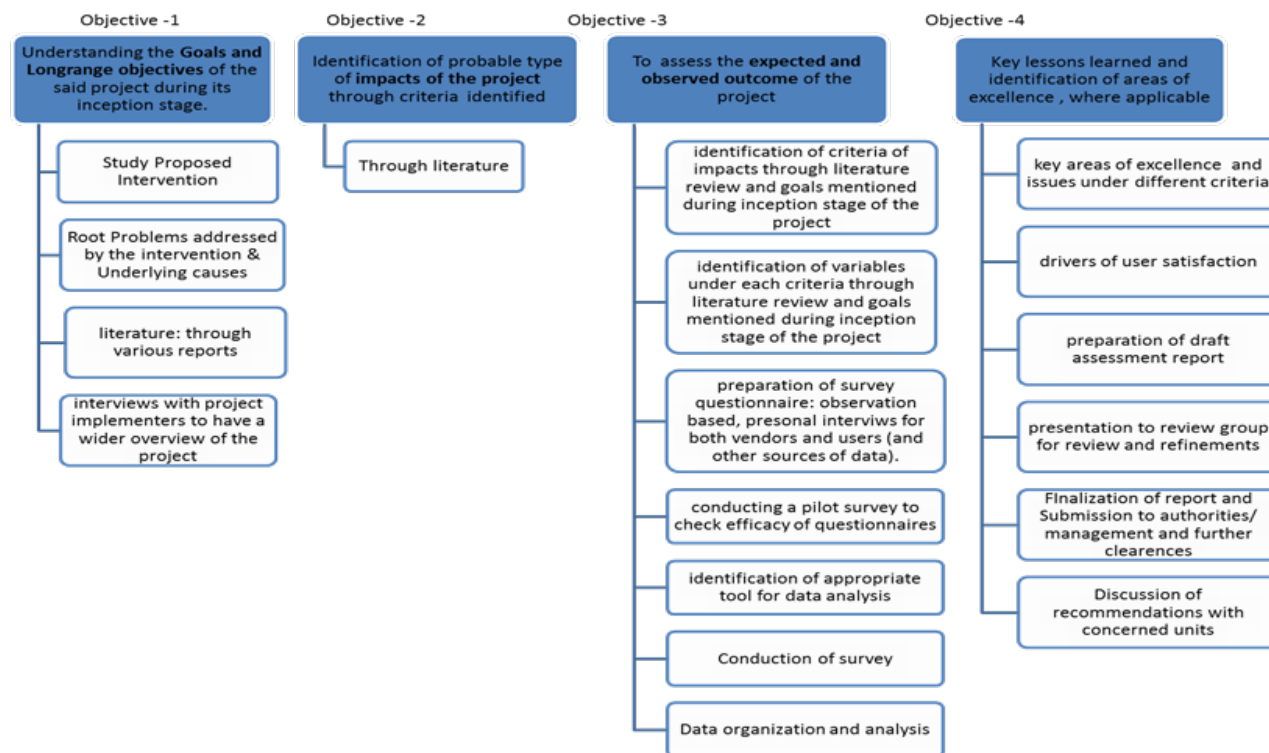 Objective -1
Understanding the Goals and
Longrange objectives of the
said project during its
inception stage.
Study Proposed
Intervention
Root Problems addressed
by the intervention &
Underlying causes
literature: through
various reports
interviews with project
implementers to have a
wider overview of the
project
Objective -2
Identification of probable type
of impacts of the project
through criteria identified
Through literature
Objective -3
To assess the expected and
observed outcome of the
project
identification of criteria of
impacts through literature
review and goals mentioned
during inception stage of the
project
identification of variables
under each criteria through
literature review and goals
mentioned during inception
stage of the project
preparation of survey
questionnaire: observation
based, presonal interviws for
both vendors and users (and
other sources of data).
conducting a pilot survey to
check efficacy of questionnaires
identification of appropriate
tool for data analysis
Conduction of survey
Data organization and analysis
Objective -4
Key lessons learned and
identification of areas of
excellence , where applicable
key areas of excellence and
issues under different criteria
drivers of user satisfaction
preparation of draft
assessment report
presentation to review group
for review and refinements
FInalization of report and
Submission to authorities/
management and further
clearences
Discussion of
recommendations with
concerned units